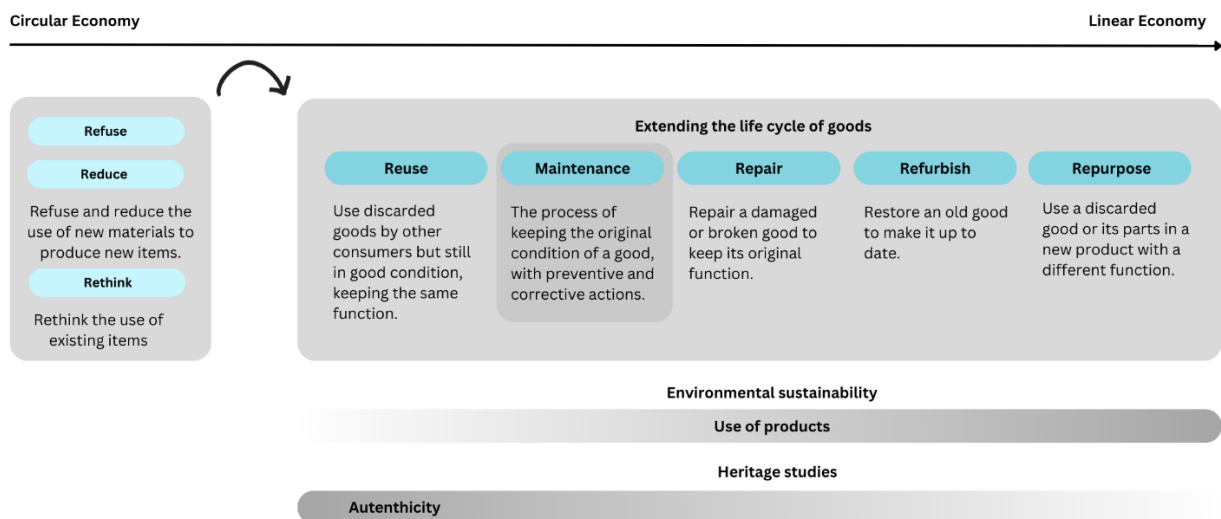 Circular Economy
Linear Economy
Refuse
Reduce
Refuse and reduce the
use of new materials to
produce new items.
Rethink
Rethink the use of
existing items
Extending the life cycle of goods
Reuse
Use discarded
goods by other
consumers but still
in good condition,
keeping the same
function.
Maintenance
The process of
keeping the original
condition of a good,
with preventive and
corrective actions.
Repair
Repair a damaged
or broken good to
keep its original
function.
Refurbish
Restore an old good
to make it up to
date.
Repurpose
Use a discarded
good or its parts in a
new product with a
different function.
Environmental sustainability
Use of products
Heritage studies
Autenthicity